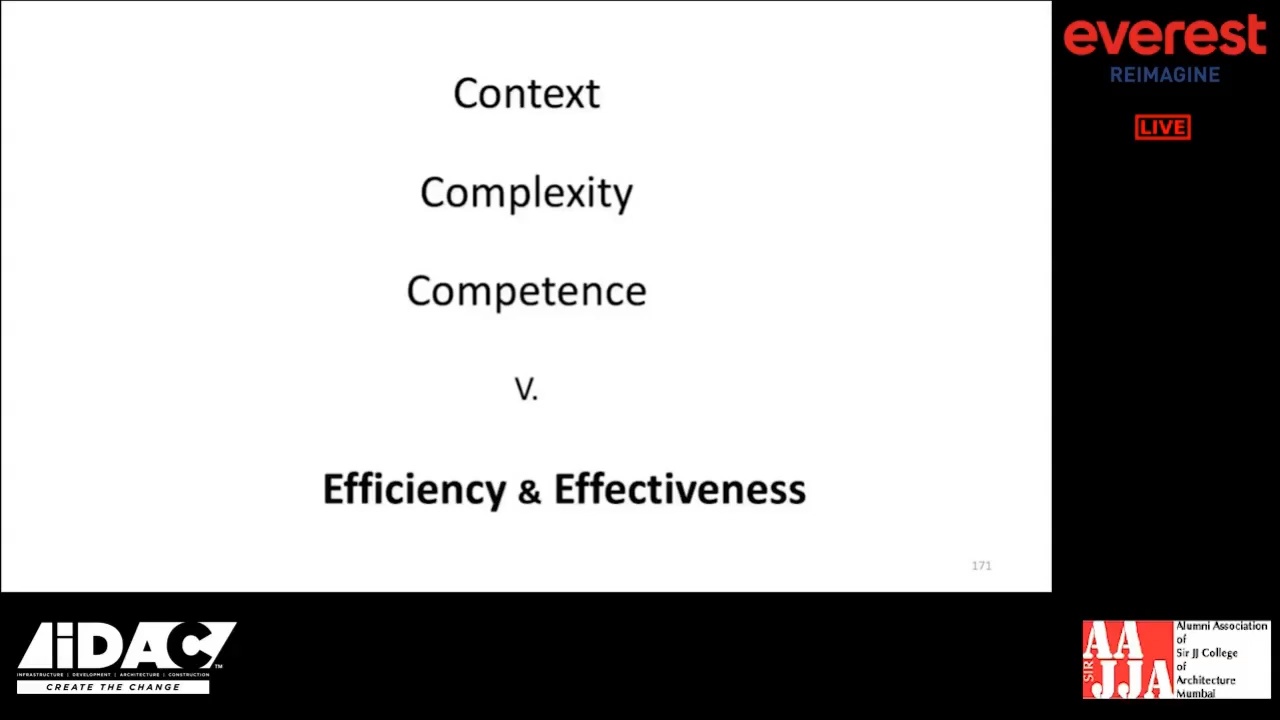 Context
Complexity
Competence
V.
Efficiency & Effectiveness
171
everest
REIMAGINE
LIVE
iDAC™
INFRASTRUCTURE | DEVELOPMENT | ARCHITECTURE | CONSTRUCTION
CREATE THE CHANGE
AA
SIR JJA
Alumni Association
of
Sir JJ College
of
Architecture
Mumbai